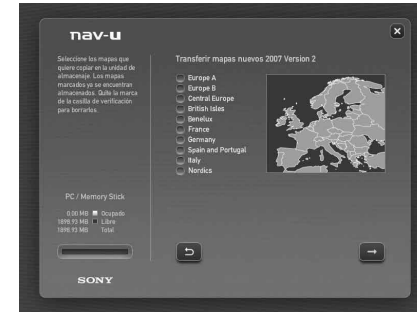 nav-u
Seleccine los mapas que
quiere copiar en la unidad de
almacenaje. Los mapas
marcados ya se encuentran
almacenados. Quite la marca
de la casilla de verificación
para borrarlos.
Transferir mapas nuevos 2007 Version 2
Europe A
Europe B
Central Europe
British Isles
Benelux
France
Germany
Spain and Portugal
Italy
Nordics
PC / Memory Stick
0.00 MB Ocupado
1898.93 MB Libre
1898.93 MB Total
SONY